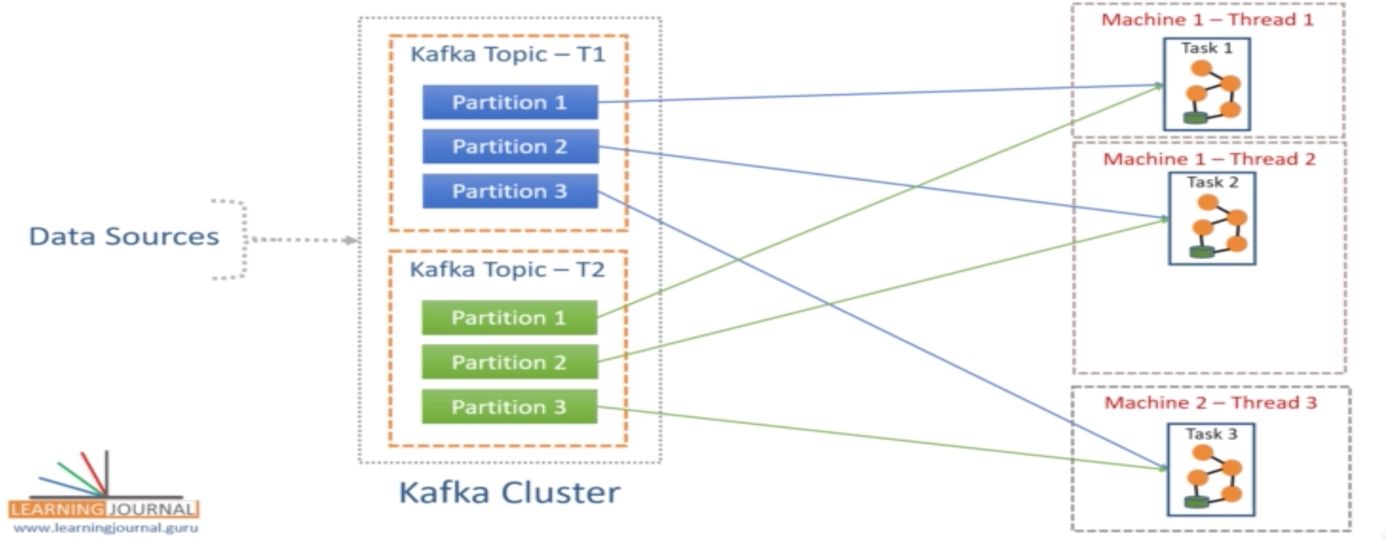 Data Sources
Kafka Topic – T1
Partition 1
Partition 2
Partition 3
Kafka Topic – T2
Partition 1
Partition 2
Partition 3
Kafka Cluster
Machine 1 – Thread 1
Task 1
Machine 1 – Thread 2
Task 2
Machine 2 – Thread 3
Task 3
LEARNING JOURNAL
www.learningjournal.guru